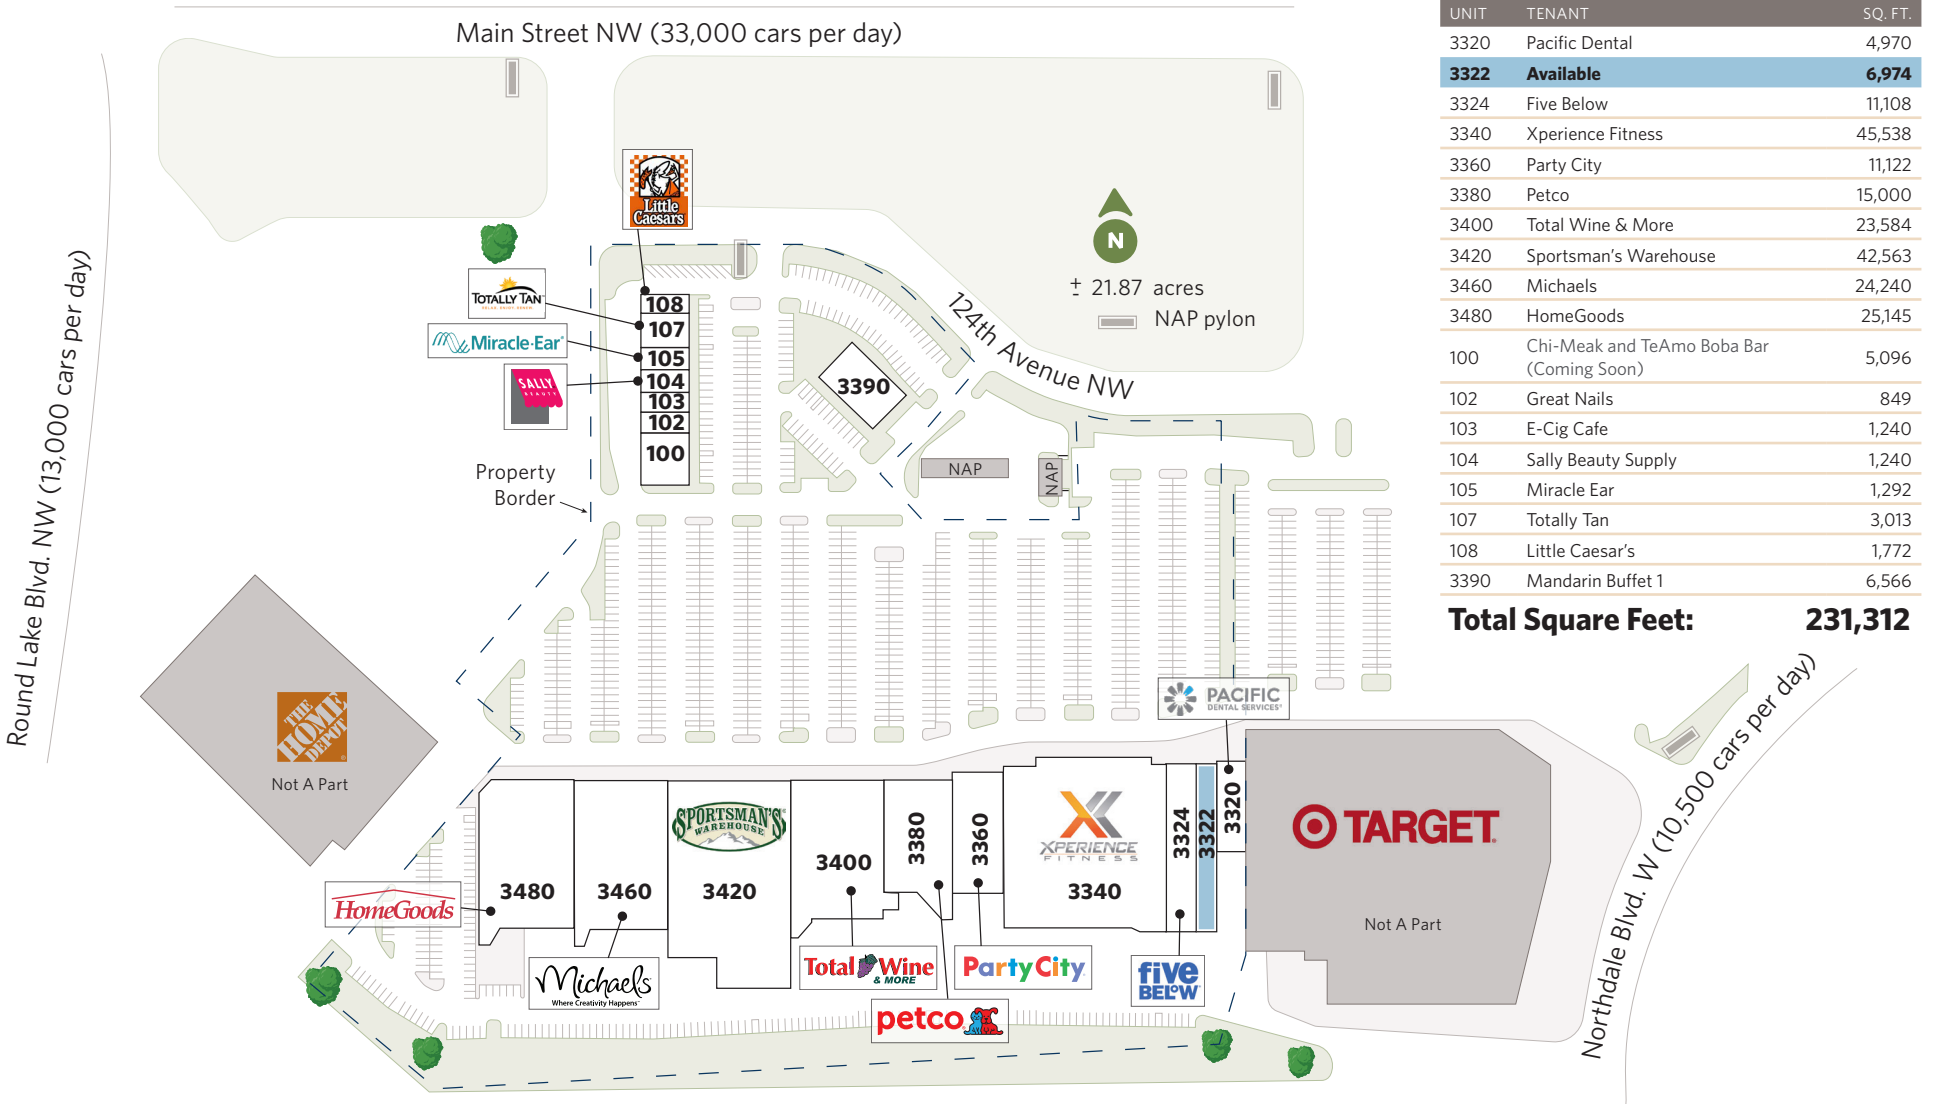 Main Street NW (33,000 cars per day)
UNIT TENANT SQ. FT.
3320 Pacific Dental 4,970
3322 Available 6,974
3324 Five Below 11,108
3340 Xperience Fitness 45,538
3360 Party City 11,122
3380 Petco 15,000
3400 Total Wine & More 23,584
3420 Sportsman's Warehouse 42,563
3460 Michaels 24,240
3480 HomeGoods 25,145
100 Chi-Meak and TeAmo Boba Bar
(Coming Soon) 5,096
102 Great Nails 849
103 E-Cig Cafe 1,240
104 Sally Beauty Supply 1,240
105 Miracle Ear 1,292
107 Totally Tan 3,013
108 Little Caesar's 1,772
3390 Mandarin Buffet 1 6,566
Total Square Feet: 231,312
Little
Caesars
N
± 21.87 acres
NAP pylon
TOTALLY TAN
Miracle-Ear
SALLY
BEAUTY
108
107
105
104
103
102
100
3390
124th Avenue NW
NAP
NAP
Property
Border
Round Lake Blvd. NW (13,000 cars per day)
THE
HOME
DEPOT
Not A Part
PACIFIC
DENTAL SERVICES
Northdale Blvd. W (10,500 cars per day)
SPORTSMAN'S
WAREHOUSE
XPERIENCE
FITNESS
TARGET
Not A Part
3480
3460
3420
3400
3380
3360
3340
3324
3322
3320
HomeGoods
Michaels
Where Creativity Happens
Total Wine
& MORE
Party City
five
BELOW
petco